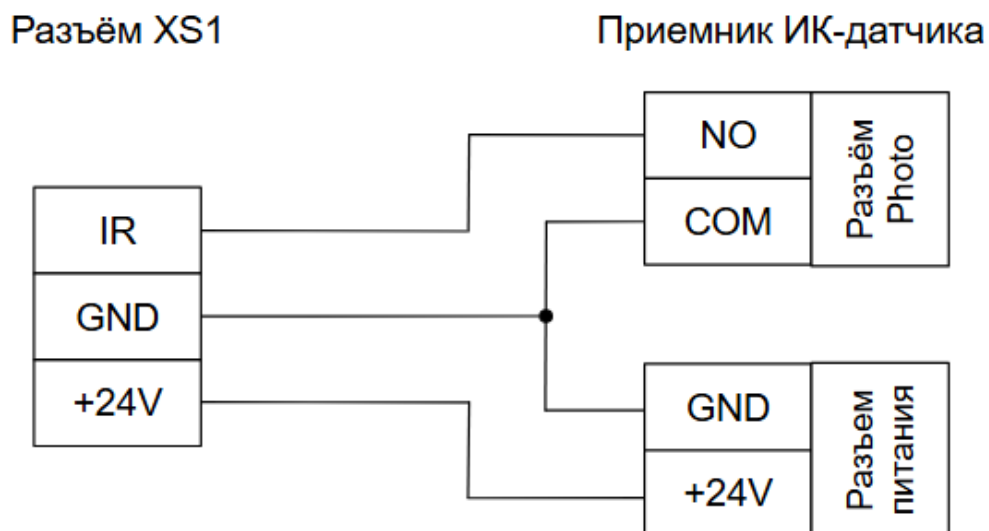 Разъём XS1
Приемник ИК-датчика
IR
GND
+24V
NO
COM
Разъём
Photo
GND
+24V
Разъем
питания